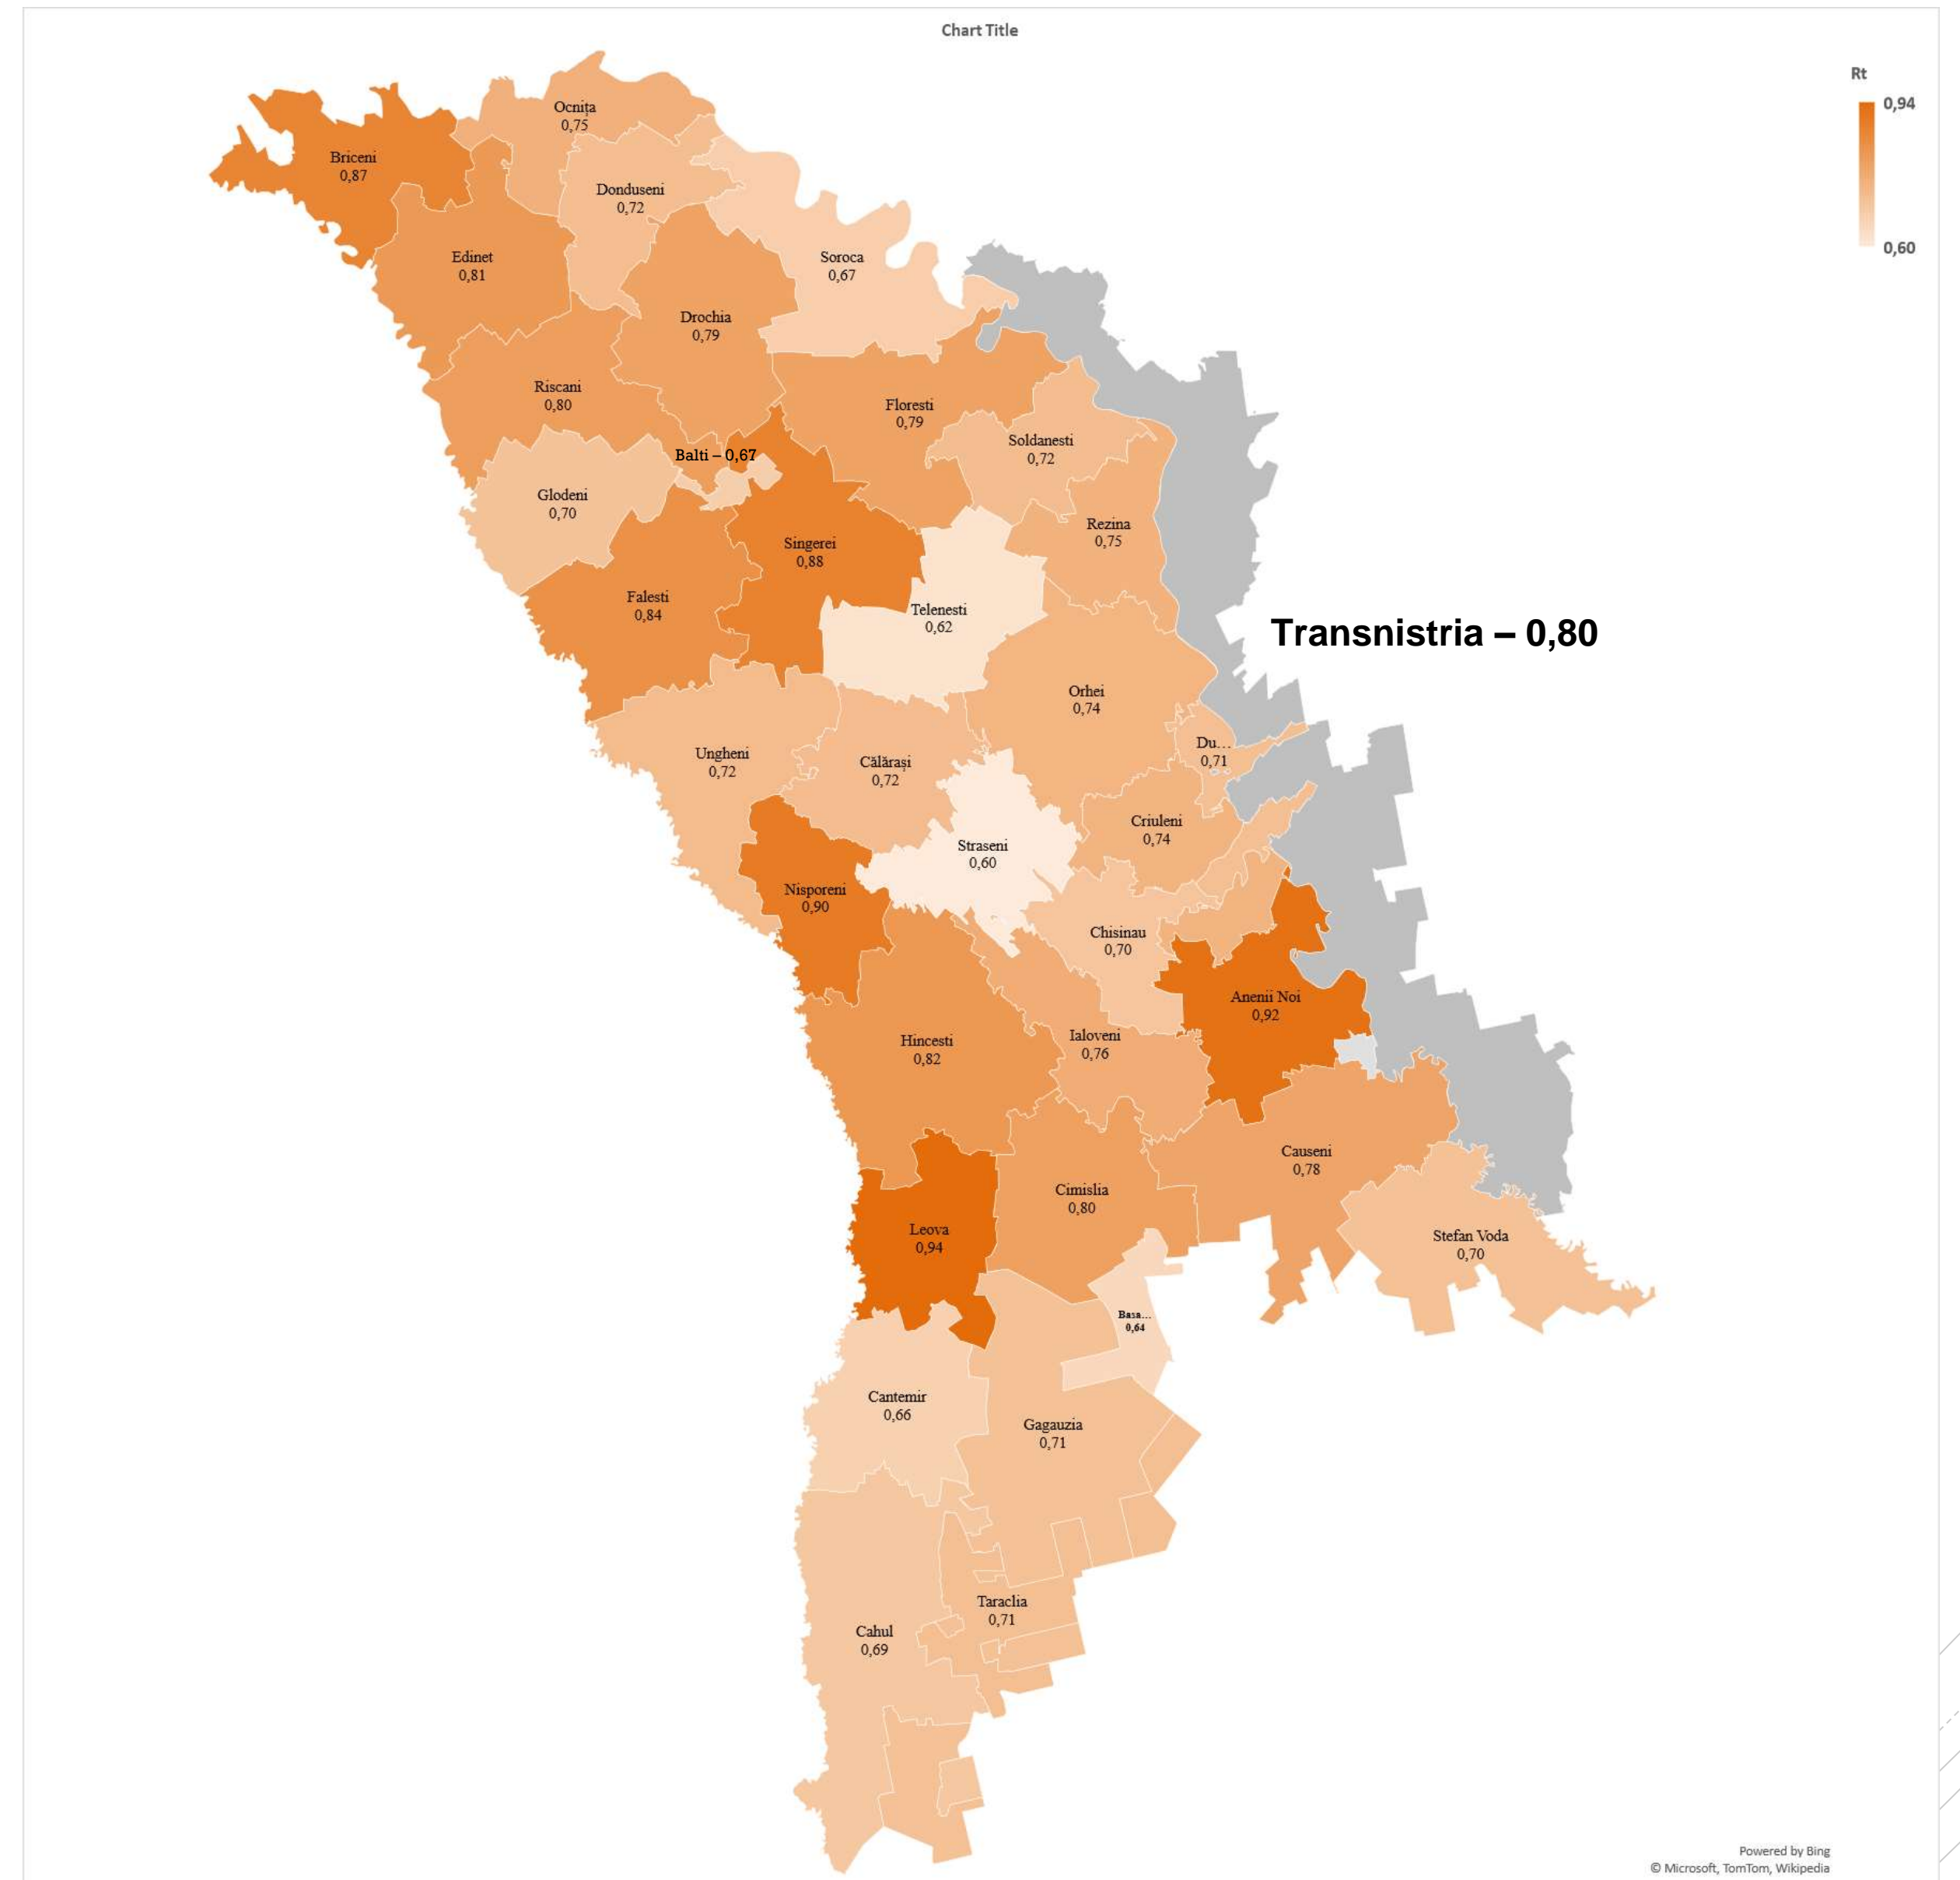 Chart Title
Rt
0,94
0,60
Ocnița
0,75
Briceni
0,87
Donduseni
0,72
Edinet
0,81
Soroca
0,67
Drochia
0,79
Riscani
0,80
Floresti
0,79
Soldanesti
0,72
Balti – 0,67
Glodeni
0,70
Rezina
0,75
Singerei
0,88
Falesti
0,84
Telenesti
0,62
Transnistria – 0,80
Orhei
0,74
Du...
0,71
Ungheni
0,72
Călărași
0,72
Criuleni
0,74
Straseni
0,60
Nisporeni
0,90
Chisinau
0,70
Anenii Noi
0,92
Hincesti
0,82
Ialoveni
0,76
Causeni
0,78
Cimislia
0,80
Leova
0,94
Stefan Voda
0,70
Basa...
0,64
Cantemir
0,66
Gagauzia
0,71
Taraclia
0,71
Cahul
0,69
Powered by Bing
© Microsoft, TomTom, Wikipedia